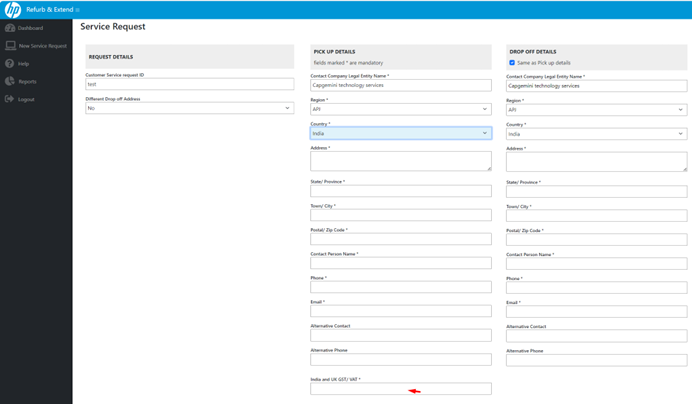 hp Refurb & Extend
Dashboard
New Service Request
Help
Reports
Logout
Service Request
REQUEST DETAILS
Customer Service request ID
test
Different Drop-off Address
No
PICK UP DETAILS
fields marked * are mandatory
Contact Company Legal Entity Name *
Capgemini technology services
Region *
APJ
Country *
India
Address *
State/ Province *
Town/ City *
Postal/ Zip Code *
Contact Person Name *
Phone *
Email *
Alternative Contact
Alternative Phone
India and UK GST/ VAT *
DROP OFF DETAILS
Same as Pick up details
Contact Company Legal Entity Name *
Capgemini technology services
Region *
APJ
Country *
India
Address *
State/ Province *
Town/ City *
Postal/ Zip Code *
Contact Person Name *
Phone *
Email *
Alternative Contact
Alternative Phone